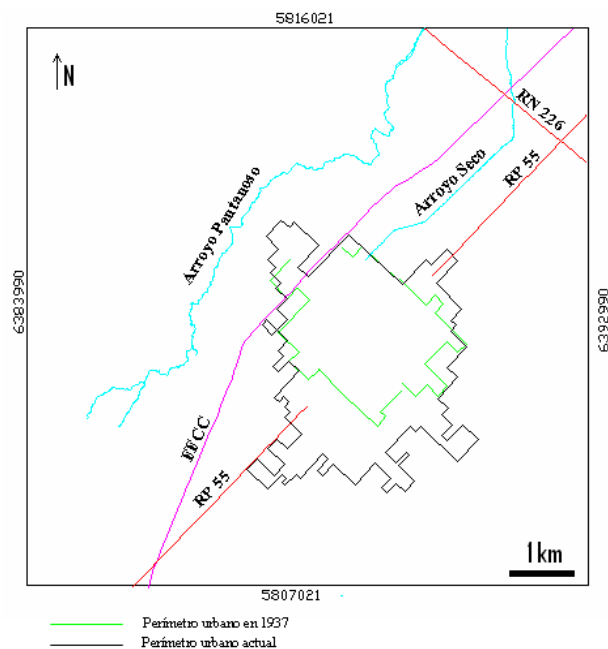 5816021
N
RN 226
RP 55
Arroyo Seco
Arroyo Pantanoso
6383990
6392990
FFCC
RP 55
1km
5807021
Perímetro urbano en 1937
Perímetro urbano actual